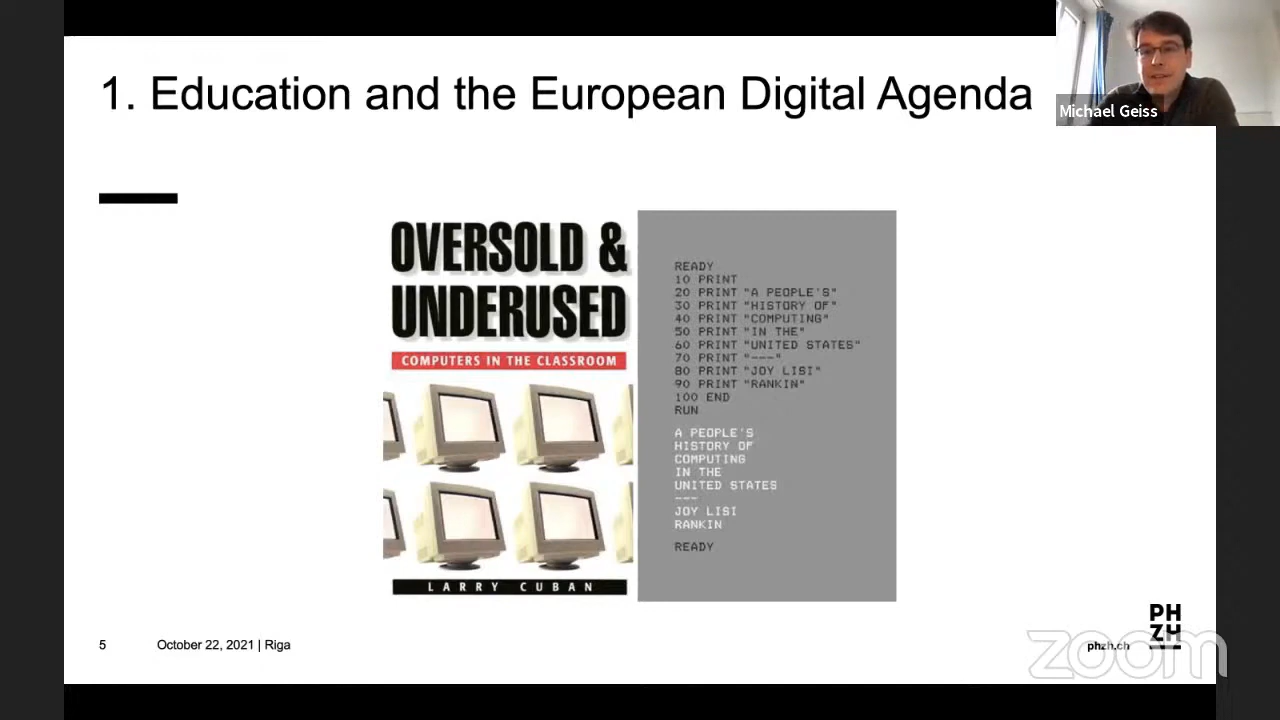 1. Education and the European Digital Agenda
Michael Geiss
OVERSOLD &
UNDERUSED
COMPUTERS IN THE CLASSROOM
LARRY CUBAN
READY
10 PRINT
20 PRINT "A PEOPLE'S"
30 PRINT "HISTORY OF"
40 PRINT "COMPUTING"
50 PRINT "IN THE"
60 PRINT "UNITED STATES"
70 PRINT "---"
80 PRINT "JOY LISI"
90 PRINT "RANKIN"
100 END
RUN
A PEOPLE'S
HISTORY OF
COMPUTING
IN THE
UNITED STATES
---
JOY LISI
RANKIN
READY
5
October 22, 2021 | Riga
phzh.ch
PH
ZH
zoom